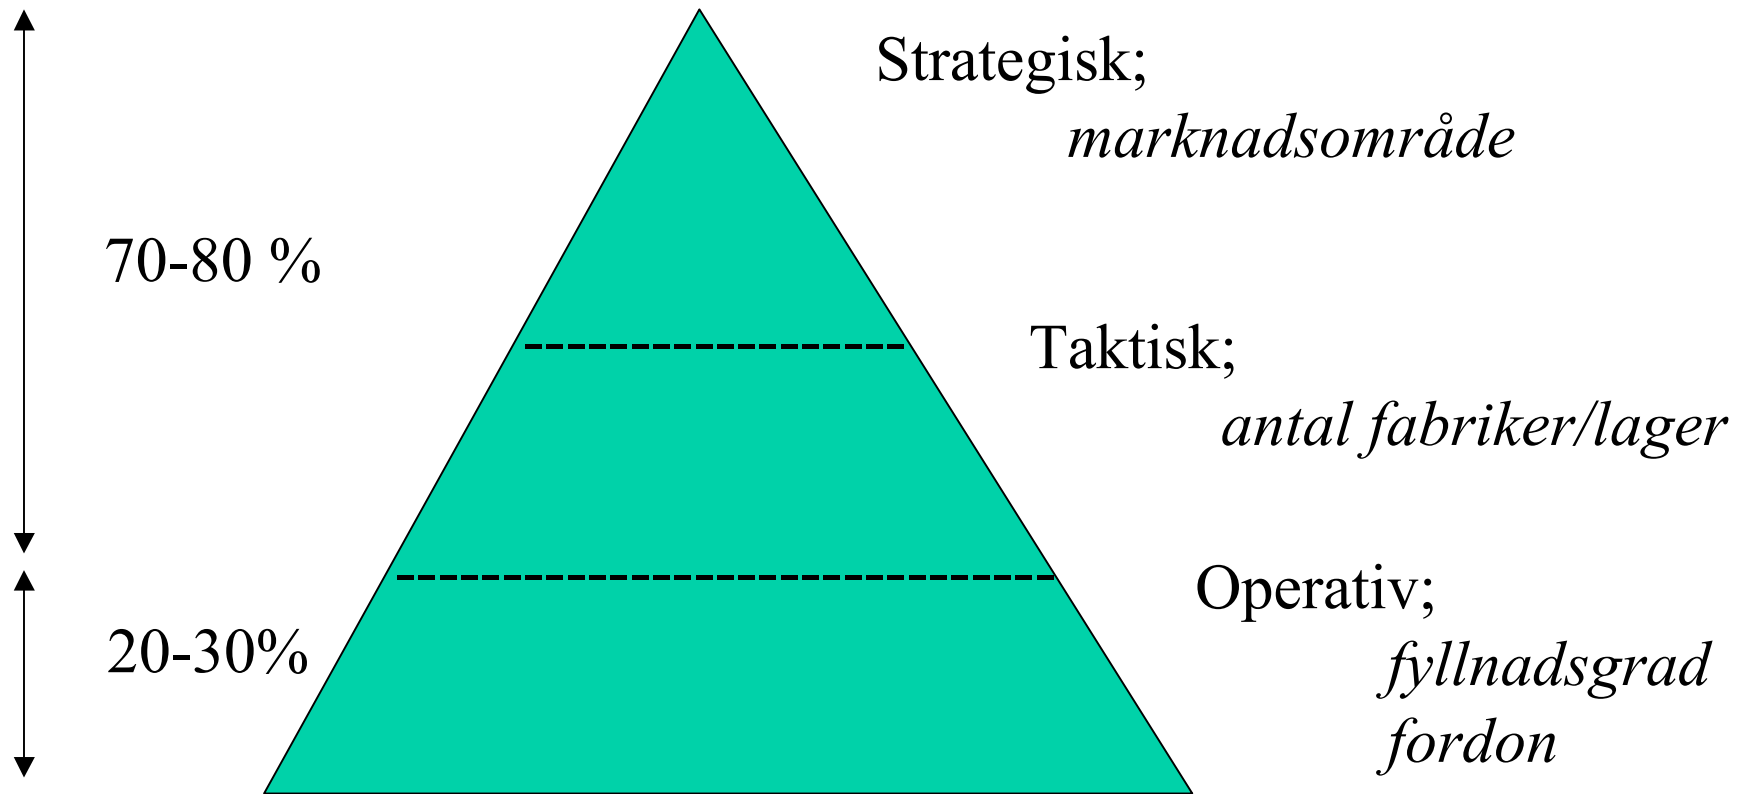 Strategisk;
marknadsområde
70-80 %
Taktisk;
antal fabriker/lager
Operativ;
20-30%
fyllnadsgrad
fordon